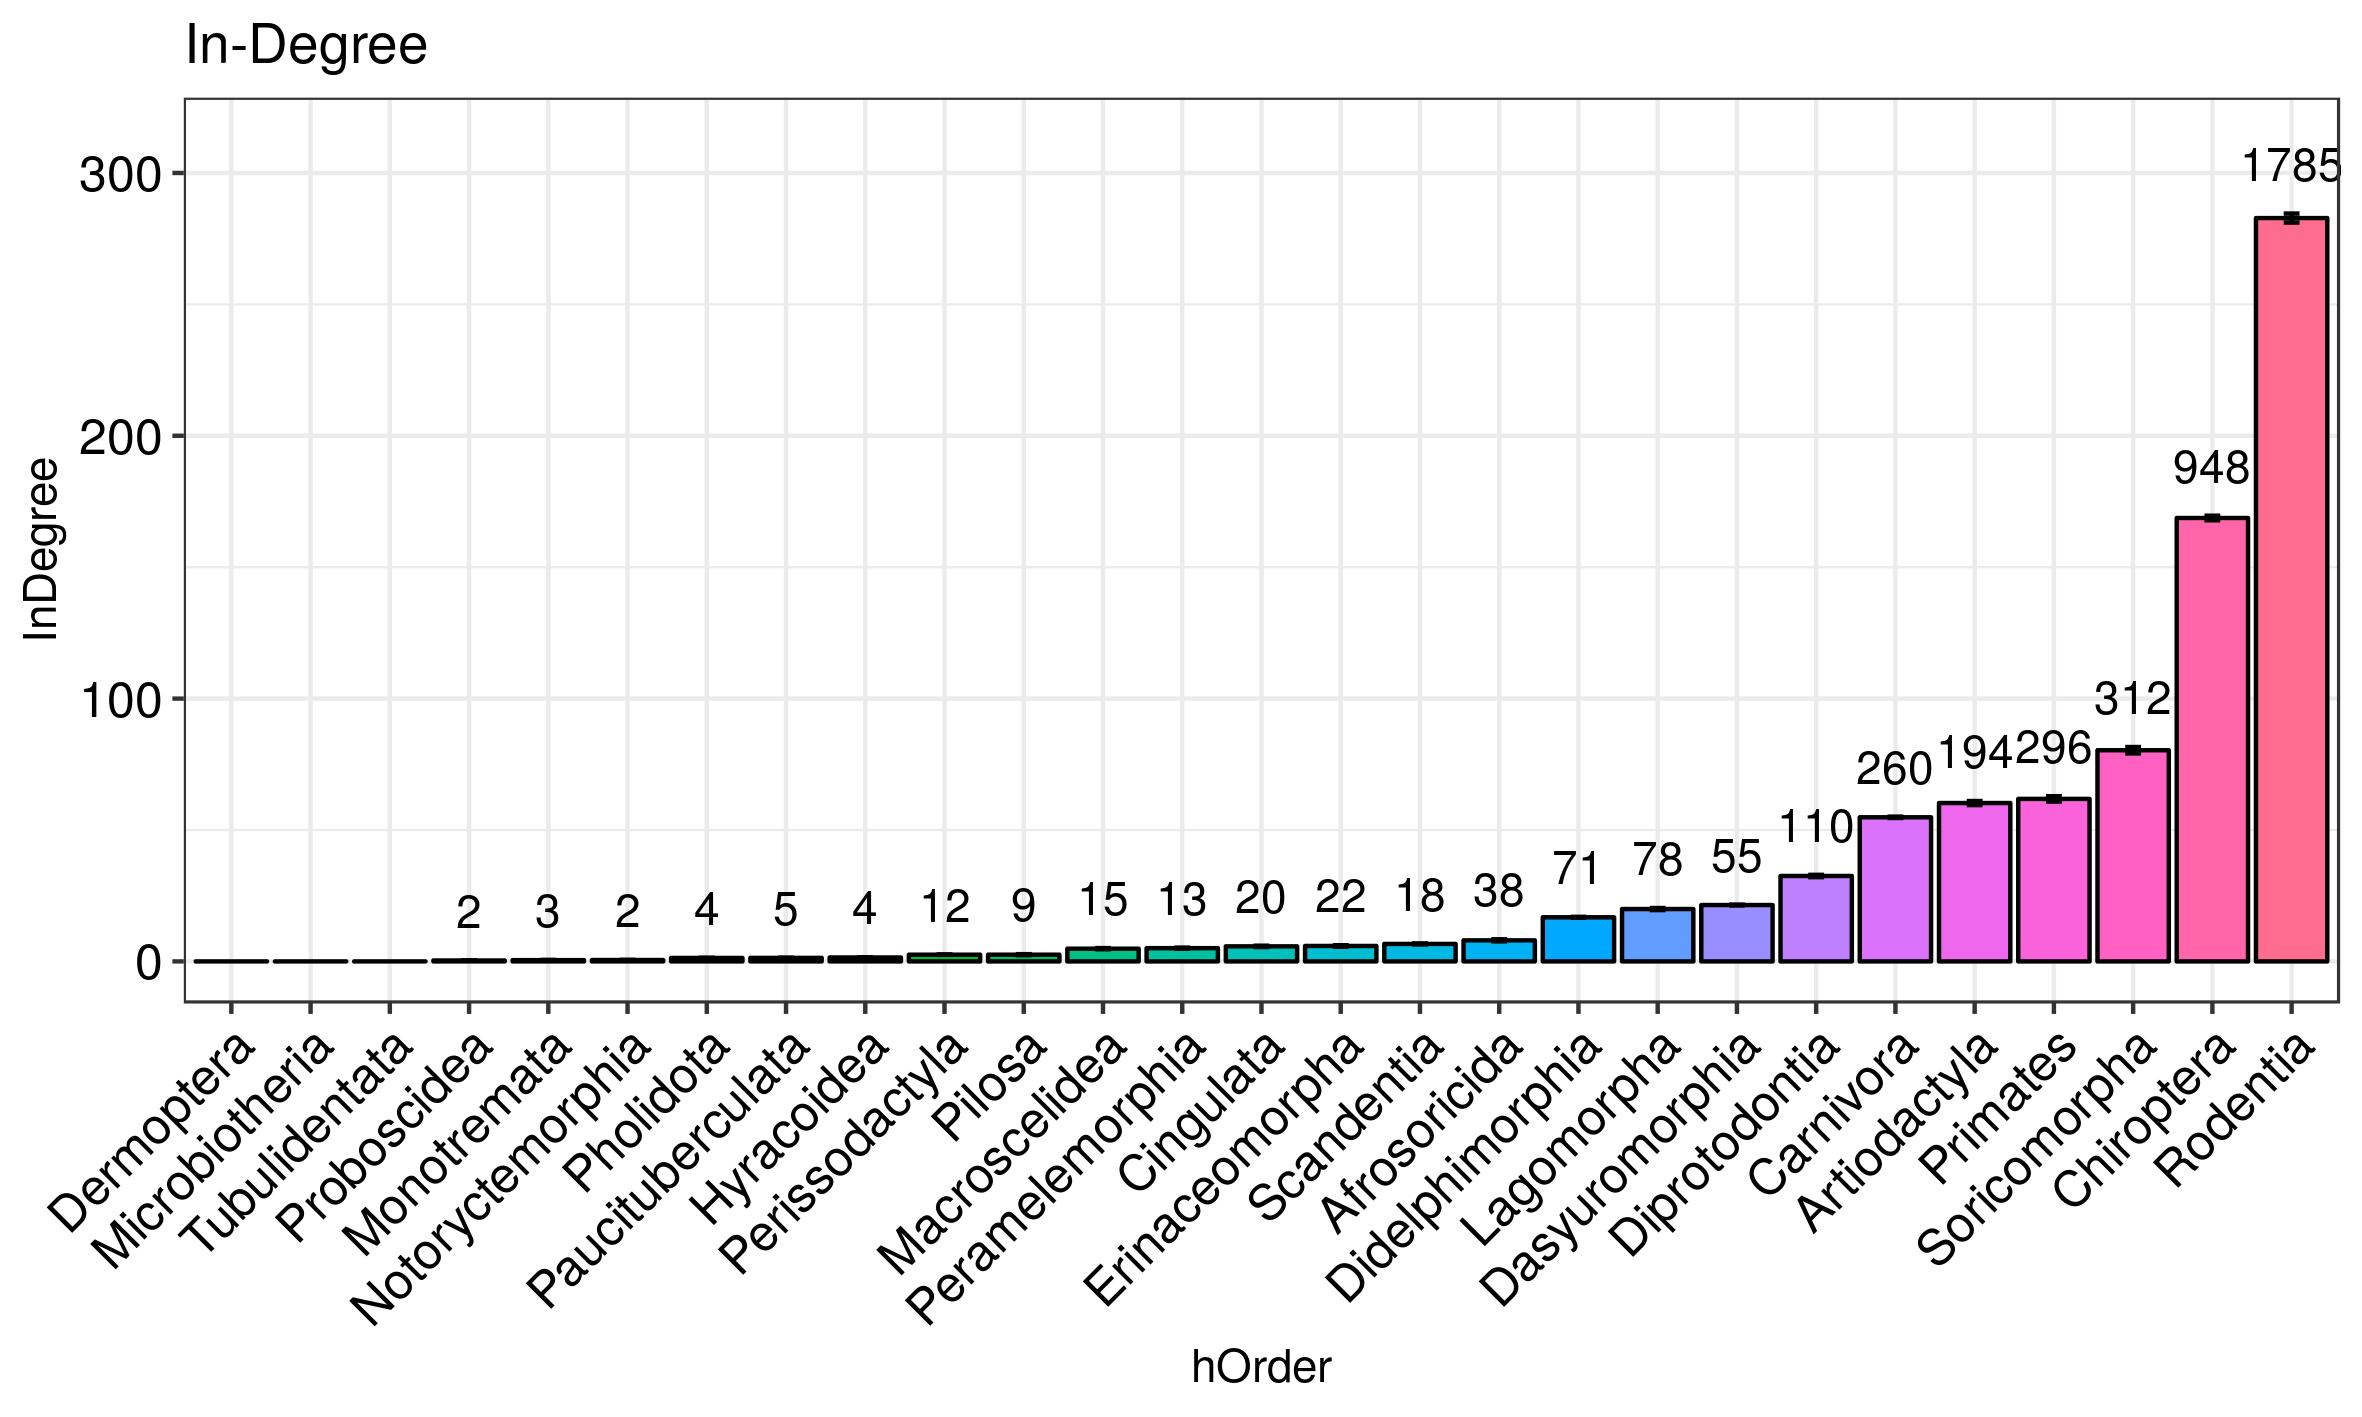 In-Degree
InDegree
300
200
100
0
2
3
2
4
5
4
12
9
15
13
20
22
18
38
71
78
55
110
260
194
296
312
948
1785
Dermoptera
Microbiotheria
Tubulidentata
Proboscidea
Monotremata
Notoryctemorphia
Pholidota
Paucituberculata
Hyracoidea
Perissodactyla
Pilosa
Macroscelidea
Peramelemorphia
Cingulata
Erinaceomorpha
Scandentia
Afrosoricida
Didelphimorphia
Lagomorpha
Dasyuromorphia
Diprotodontia
Carnivora
Artiodactyla
Primates
Soricomorpha
Chiroptera
Rodentia
hOrder